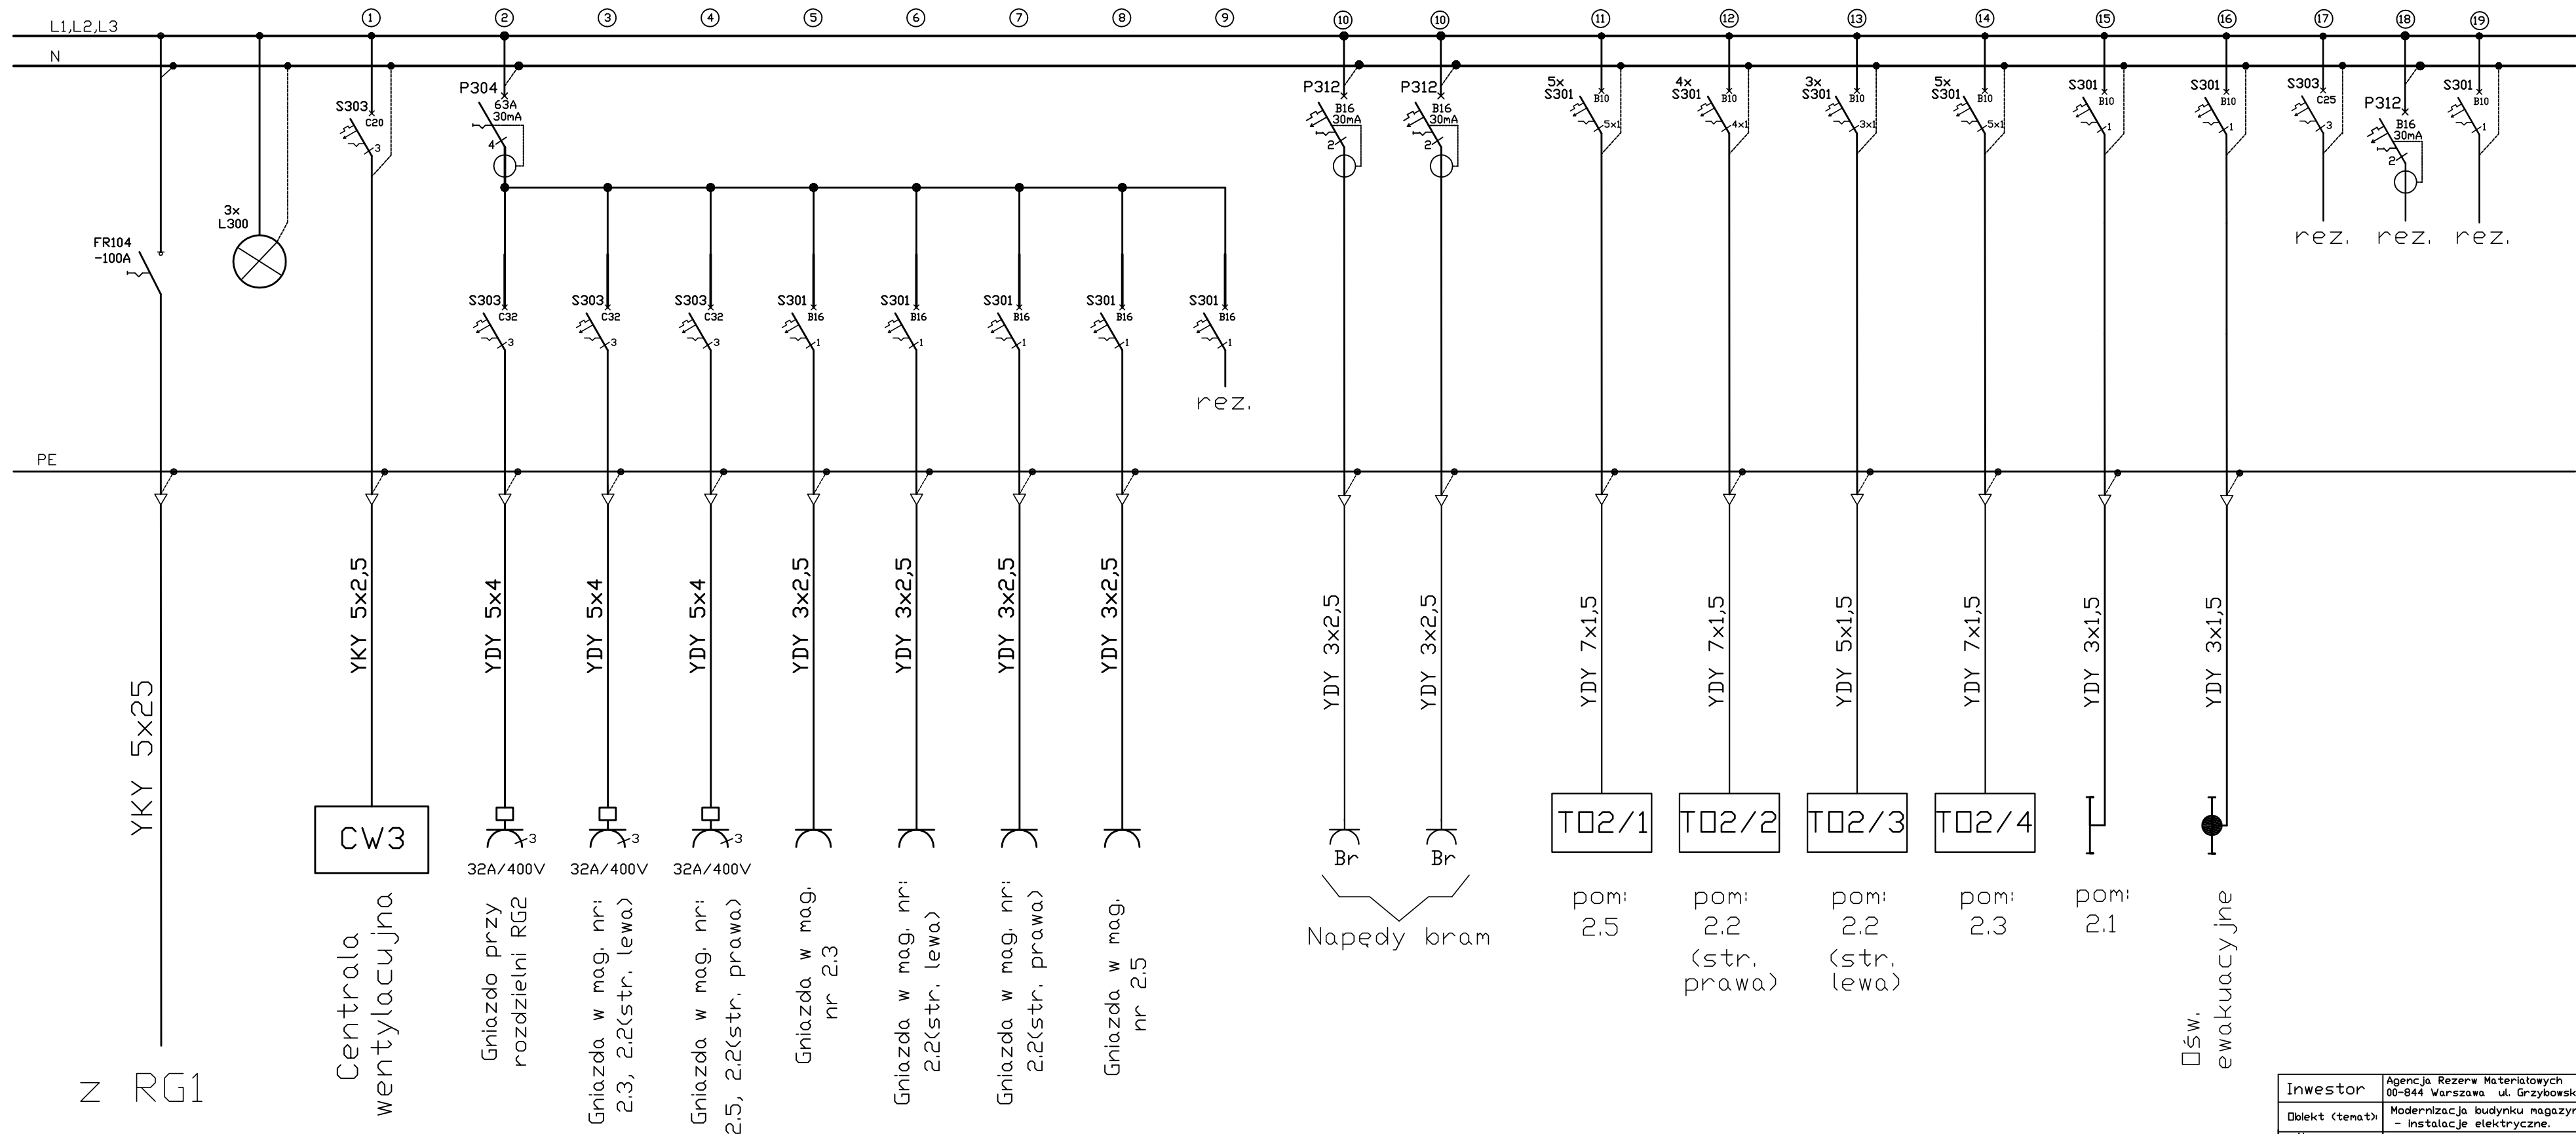 1 2 3 4 5 6 7 8 9 10 10 11 12 13 14 15 16 17 18 19
L1,L2,L3
N
FR104
-100A
3x
L300
S303
C20
3
P304
63A
30mA
4
P312
B16
30mA
2
P312
B16
30mA
2
5x
S301
B10
5x1
4x
S301
B10
4x1
3x
S301
B10
3x1
5x
S301
B10
5x1
S301
B10
1
S301
B10
1
S303
C25
3
rez.
P312
B16
30mA
2
rez.
S301
B10
1
rez.
S303
C32
3
S303
C32
3
S303
C32
3
S301
B16
1
S301
B16
1
S301
B16
1
S301
B16
1
S301
B16
1
rez.
PE
YKY 5x25
z RG1
YKY 5x2,5
CW3
Centrala
wentylacujna
YDY 5x4
3
32A/400V
Gniazdo przy
rozdzielni RG2
YDY 5x4
3
32A/400V
Gniazda w mag. nr:
2.3, 2.2(str. lewa)
YDY 5x4
3
32A/400V
Gniazda w mag. nr:
2.5, 2.2(str. prawa)
YDY 3x2,5
Gniazda w mag.
nr 2.3
YDY 3x2,5
Gniazda w mag. nr:
2.2(str. lewa)
YDY 3x2,5
Gniazda w mag. nr:
2.2(str. prawa)
YDY 3x2,5
Gniazda w mag.
nr 2.5
YDY 3x2,5
Br
YDY 3x2,5
Br
Napędy bram
YDY 7x1,5
TO2/1
pom:
2.5
YDY 7x1,5
TO2/2
pom:
2.2
(str.
prawa)
YDY 5x1,5
TO2/3
pom:
2.2
(str.
lewa)
YDY 7x1,5
TO2/4
pom:
2.3
YDY 3x1,5
pom:
2.1
YDY 3x1,5
Ośw.
ewakuacyjne
Inwestor
Agencja Rezerw Materiałowych
00-844 Warszawa ul. Grzybowsk
Obiekt (temat):
Modernizacja budynku magazyn
- instalacje elektryczne.